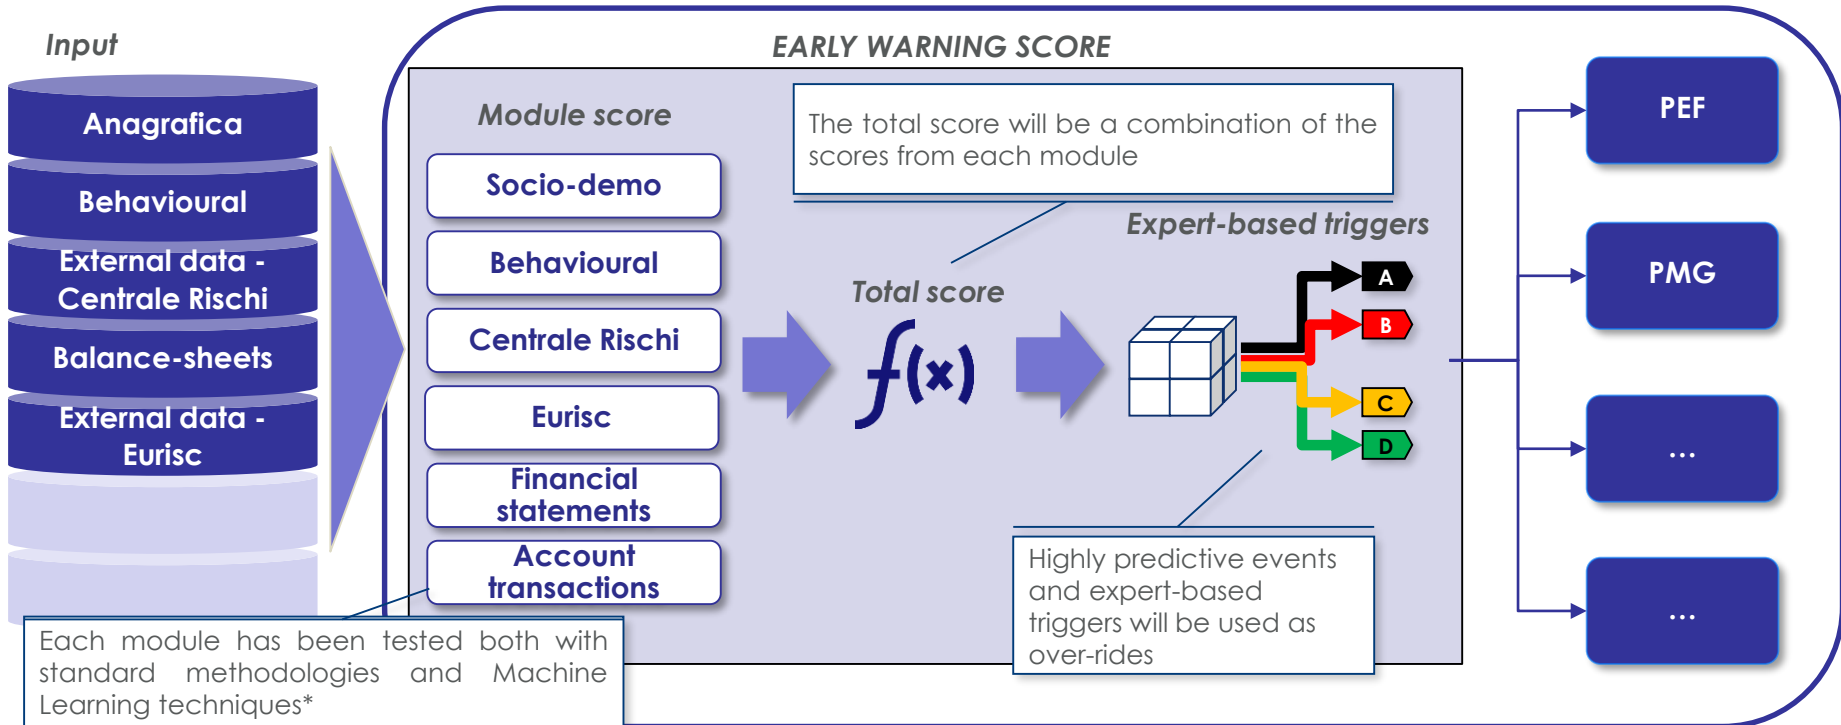 Input
EARLY WARNING SCORE
Anagrafica
Behavioural
External data -
Centrale Rischi
Balance-sheets
External data -
Eurisc
Module score
Socio-demo
Behavioural
Centrale Rischi
Eurisc
Financial
statements
Account
transactions
Each module has been tested both with
standard methodologies and Machine
Learning techniques*
The total score will be a combination of the
scores from each module
Total score
f(x)
Expert-based triggers
A
B
C
D
Highly predictive events
and expert-based
triggers will be used as
over-rides
PEF
PMG
...
...